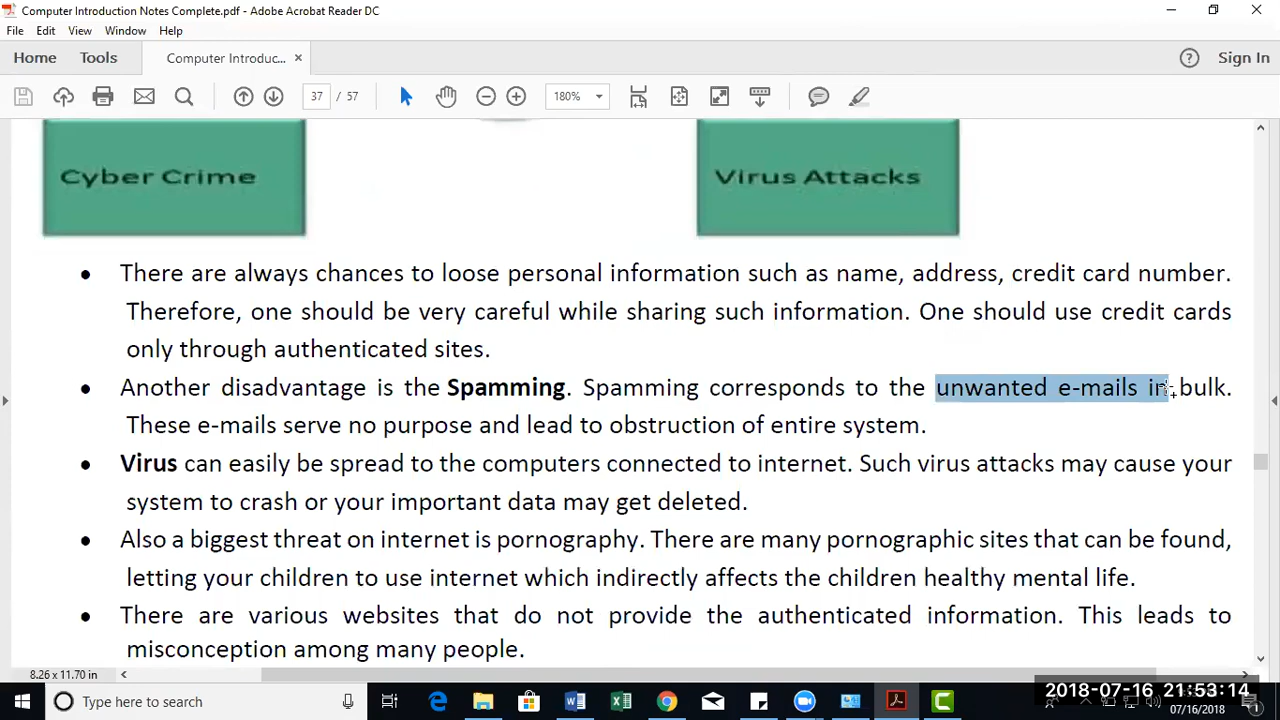 Computer Introduction Notes Complete.pdf - Adobe Acrobat Reader DC
File Edit View Window Help
Home Tools Computer Introduc... Sign In
37 / 57 180%
Cyber Crime Virus Attacks
There are always chances to loose personal information such as name, address, credit card number.
Therefore, one should be very careful while sharing such information. One should use credit cards
only through authenticated sites.
Another disadvantage is the Spamming. Spamming corresponds to the unwanted e-mails in bulk.
These e-mails serve no purpose and lead to obstruction of entire system.
Virus can easily be spread to the computers connected to internet. Such virus attacks may cause your
system to crash or your important data may get deleted.
Also a biggest threat on internet is pornography. There are many pornographic sites that can be found,
letting your children to use internet which indirectly affects the children healthy mental life.
There are various websites that do not provide the authenticated information. This leads to
misconception among many people.
8.26 x 11.70 in
Type here to search
2018-07-16 21:53:14
07/16/2018